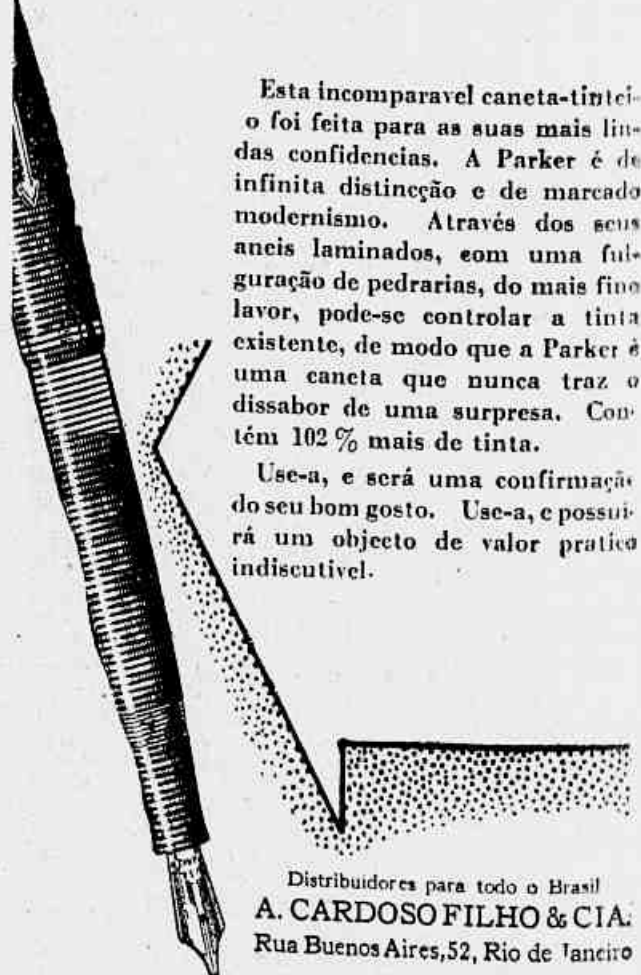 Esta incomparavel caneta-tintei-
o foi feita para as suas mais lin-
das confidencias. A Parker é de
infinita distincção e de marcado
modernismo. Através dos seus
aneis laminados, com uma ful-
guração de pedrarias, do mais fino
lavor, pode-se controlar a tinta
existente, de modo que a Parker é
uma caneta que nunca traz o
dissabor de uma surpresa. Con-
tém 102 % mais de tinta.
Use-a, e será uma confirmação
do seu bom gosto. Use-a, e possui-
rá um objecto de valor pratico
indiscutivel.
Distribuidores para todo o Brasil
A. CARDOSO FILHO & CIA.
Rua Buenos Aires, 52, Rio de Janeiro